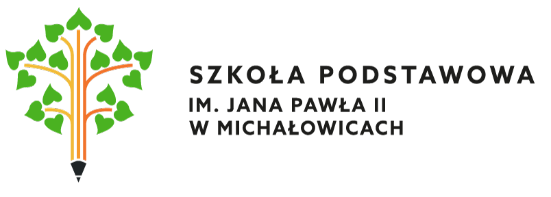 SZKOŁA PODSTAWOWA
IM. JANA PAWŁA II
W MICHAŁOWICACH